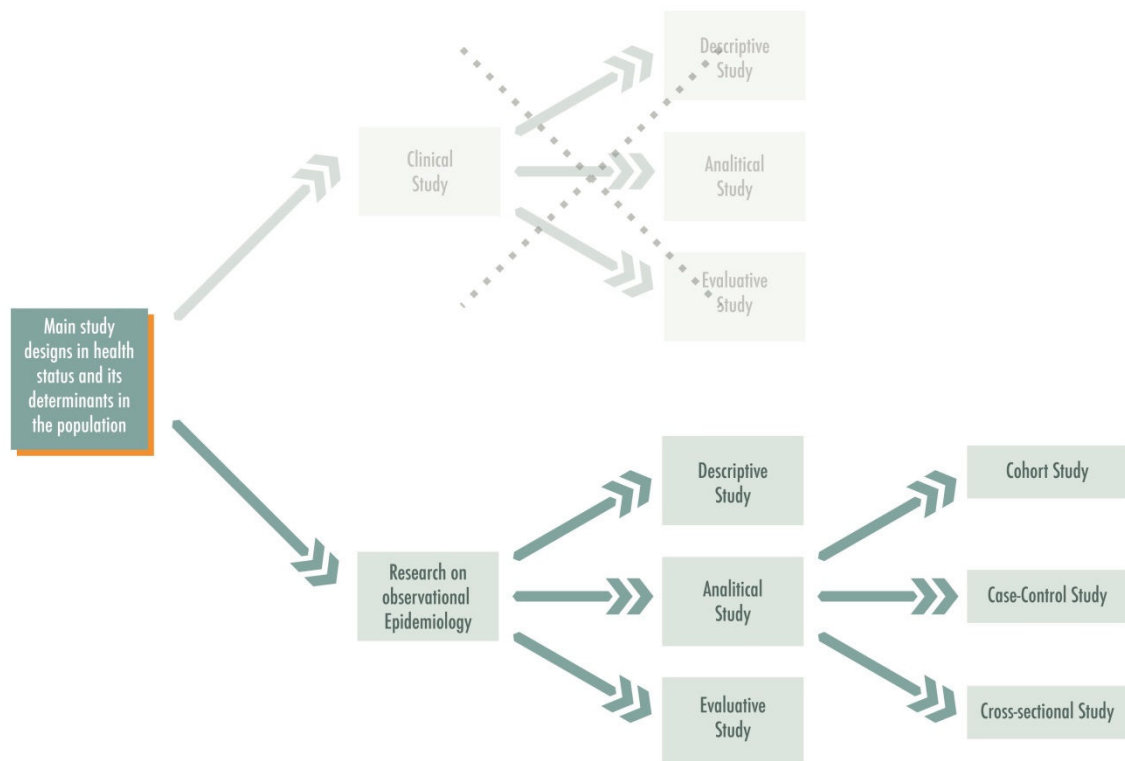 Descriptive
Study
Clinical
Study
Analitical
Study
Evaluative
Study
Main study
designs in health
status and its
determinants in
the population
Descriptive
Study
Cohort Study
Research on
observational
Epidemiology
Analitical
Study
Case-Control Study
Evaluative
Study
Cross-sectional Study